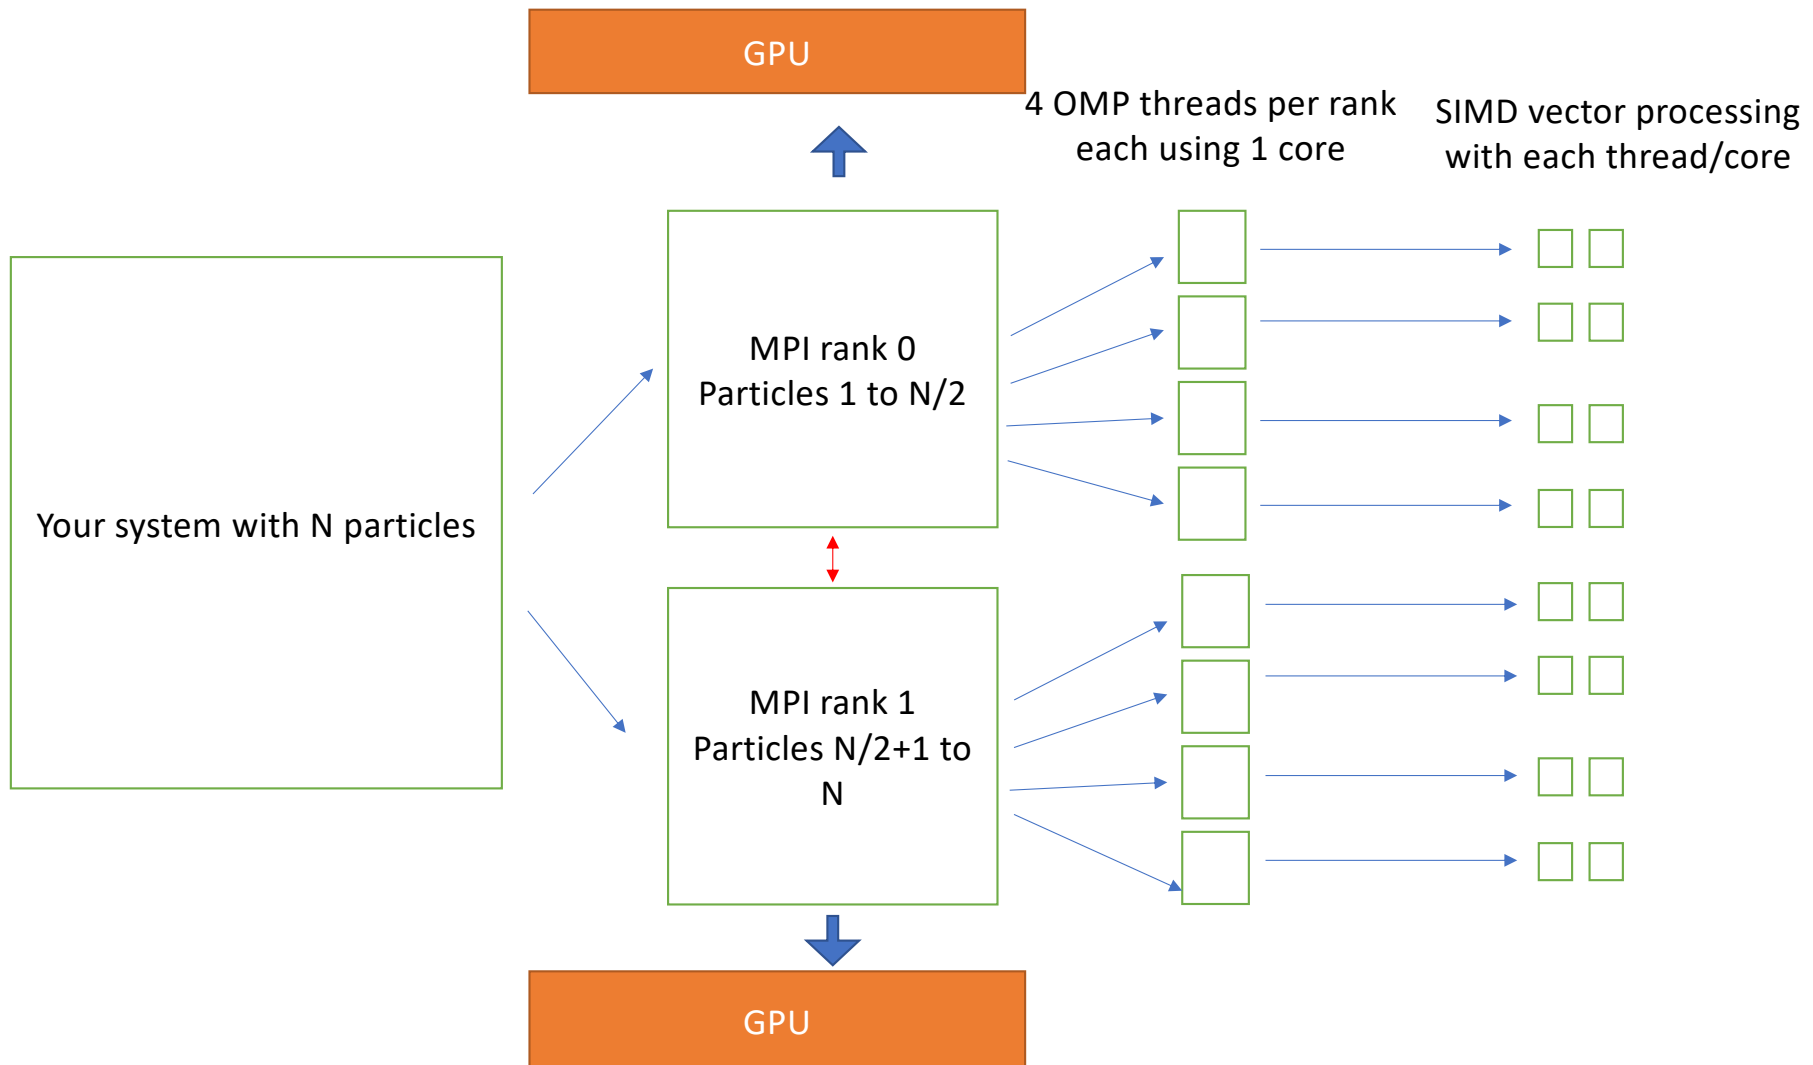 GPU
4 OMP threads per rank
each using 1 core
SIMD vector processing
with each thread/core
Your system with N particles
MPI rank 0
Particles 1 to N/2
MPI rank 1
Particles N/2+1 to
N
GPU